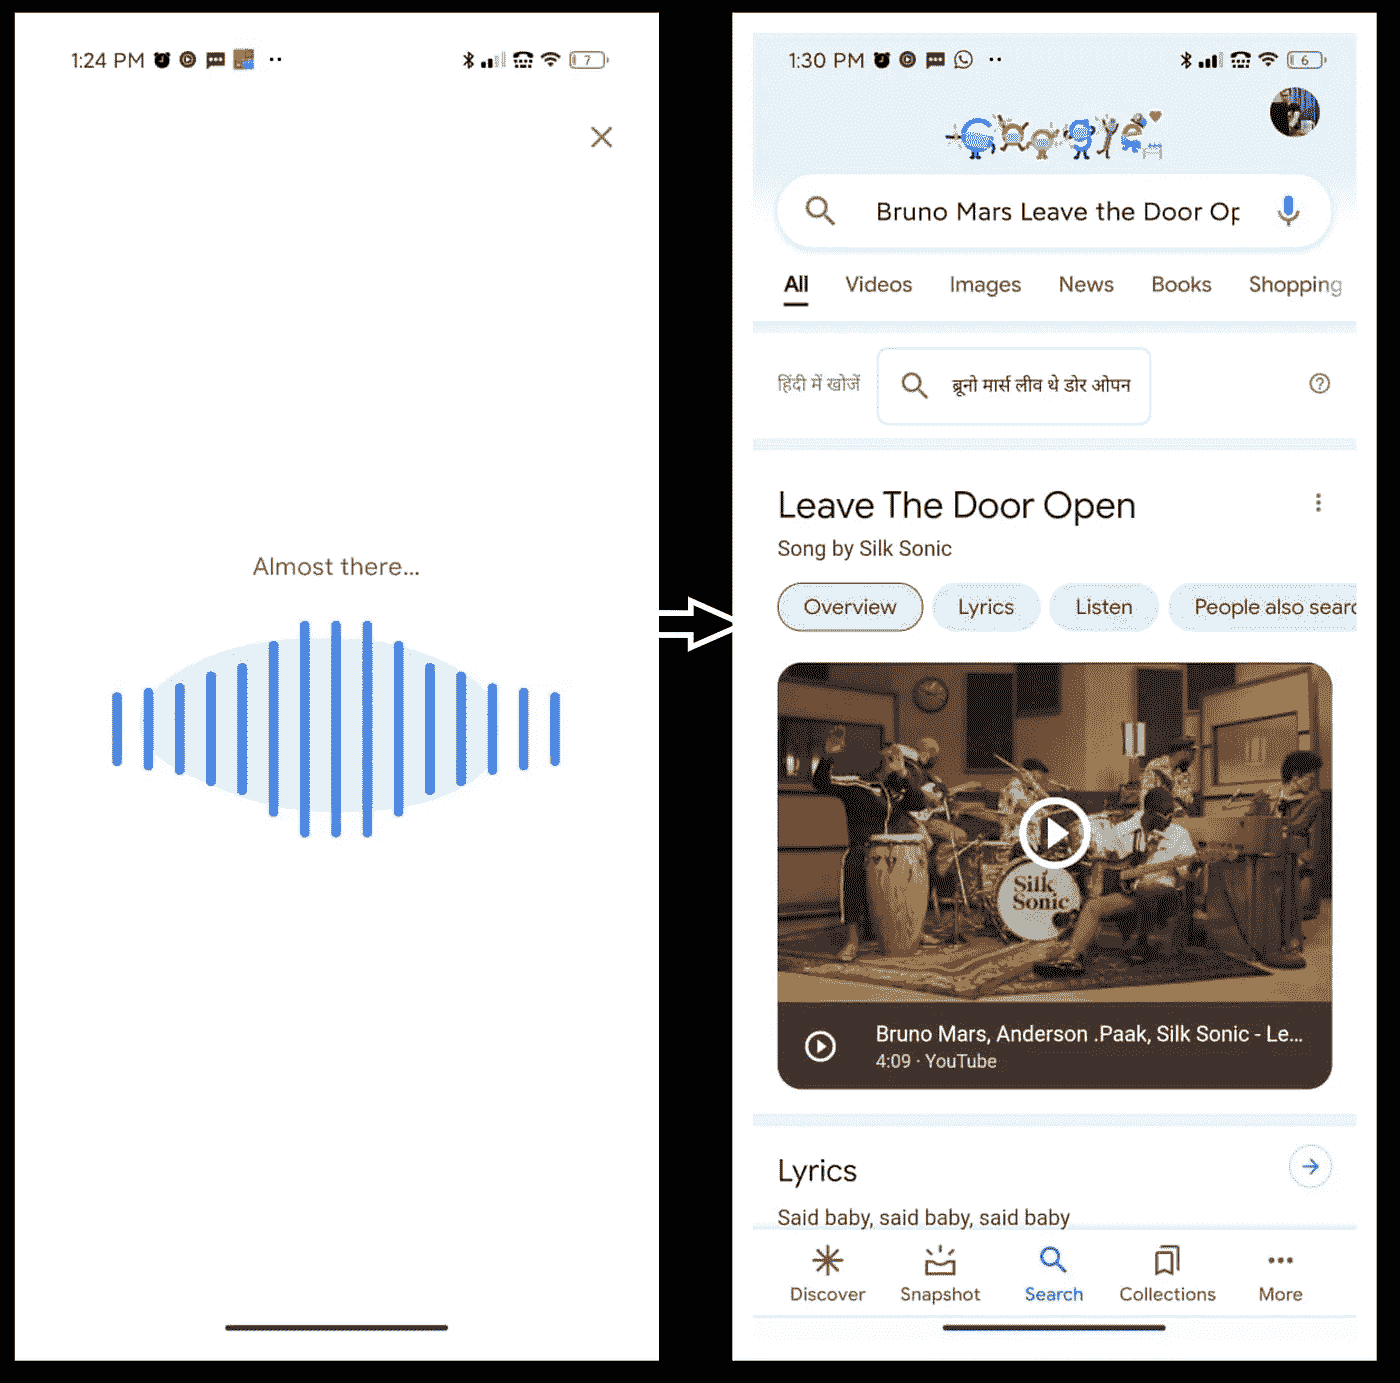 1:24 PM
7
Almost there...
1:30 PM
6
Google
Bruno Mars Leave the Door Op
All Videos Images News Books Shopping
हिंदी में खोजें
ब्रूनो मार्स लीव थे डोर ओपन
Leave The Door Open
Song by Silk Sonic
Overview Lyrics Listen People also searc
Silk
Sonic
Bruno Mars, Anderson .Paak, Silk Sonic - Le...
4:09 · YouTube
Lyrics
Said baby, said baby, said baby
Discover Snapshot Search Collections More